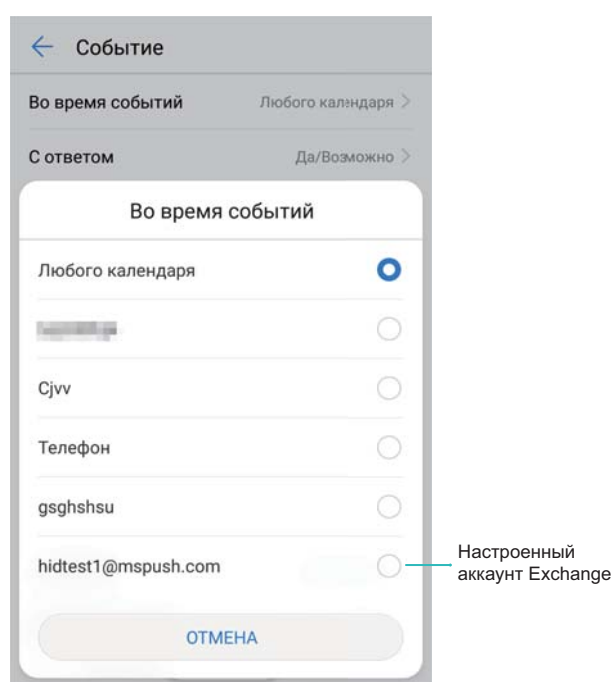 Событие
Во время событий Любого календаря
С ответом Да/Возможно
Во время событий
Любого календаря
Cjvv
Телефон
gsghshsu
hidtest1@mspush.com
Настроенный
аккаунт Exchange
ОТМЕНА